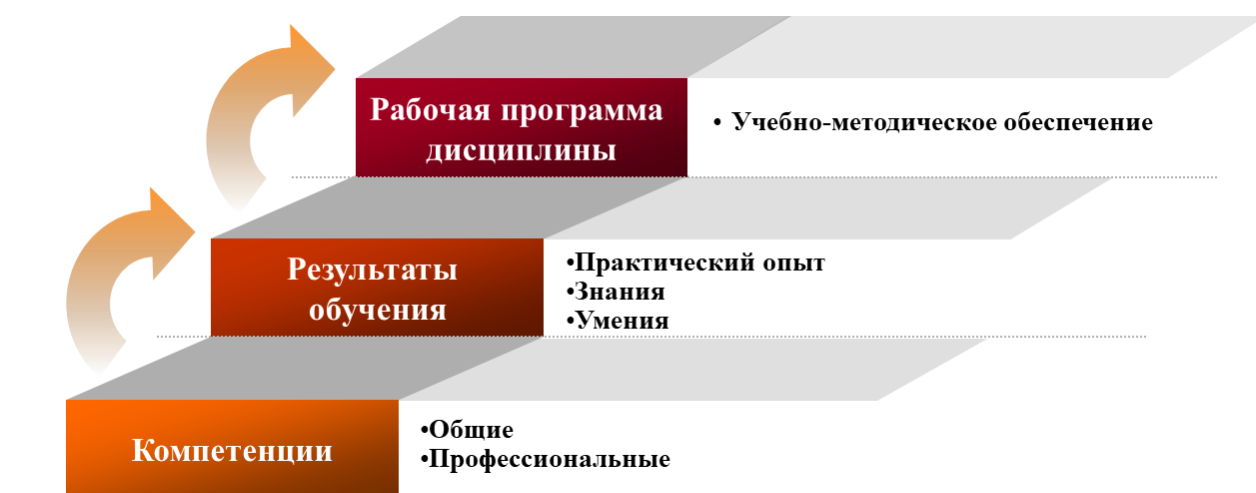 Рабочая программа
дисциплины
• Учебно-методическое обеспечение
Результаты
обучения
•Практический опыт
•Знания
•Умения
Компетенции
•Общие
•Профессиональные